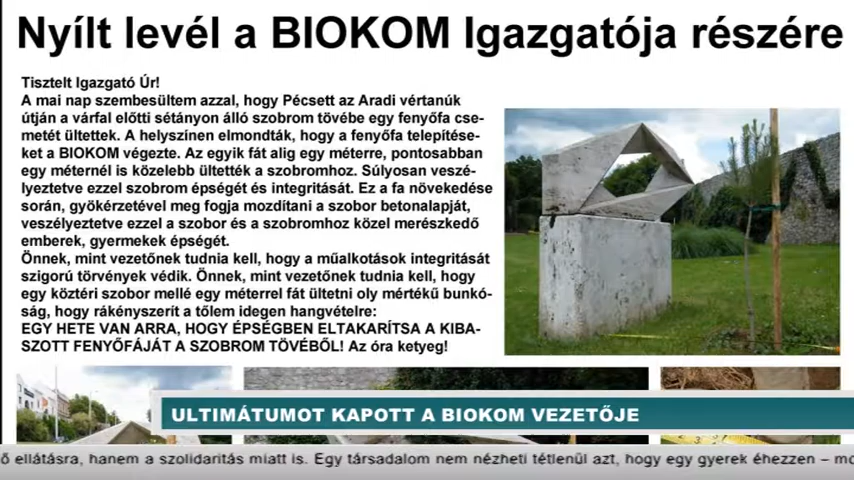 Nyílt levél a BIOKOM Igazgatója részére
Tisztelt Igazgató Úr!
A mai nap szembesültem azzal, hogy Pécsett az Aradi vértanúk
útján a várfal előtti sétányon álló szobrom tövébe egy fenyőfa cse-
metét ültettek. A helyszínen elmondták, hogy a fenyőfa telepítése-
ket a BIOKOM végezte. Az egyik fát alig egy méterre, pontosabban
egy méternél is közelebb ültették a szobromhoz. Súlyosan veszé-
lyeztetve ezzel szobrom épségét és integritását. Ez a fa növekedése
során, gyökérzetével meg fogja mozdítani a szobor betonalapját,
veszélyeztetve ezzel a szobor és a szobromhoz közel merészkedő
emberek, gyermekek épségét.
Önnek, mint vezetőnek tudnia kell, hogy a műalkotások integritását
szigorú törvények védik. Önnek, mint vezetőnek tudnia kell, hogy
egy köztéri szobor mellé egy méterrel fát ültetni oly mértékű bunkó-
ság, hogy rákényszerít a tőlem idegen hangvételre:
EGY HETE VAN ARRA, HOGY ÉPSÉGBEN ELTAKARÍTSA A KIBA-
SZOTT FENYŐFÁJÁT A SZOBROM TÖVÉBŐL! Az óra ketyeg!
ULTIMÁTUMOT KAPOTT A BIOKOM VEZETŐJE
ő ellátásra, hanem a szolidaritás miatt is. Egy társadalom nem nézheti tétlenül azt, hogy egy gyerek éhezzen – mo